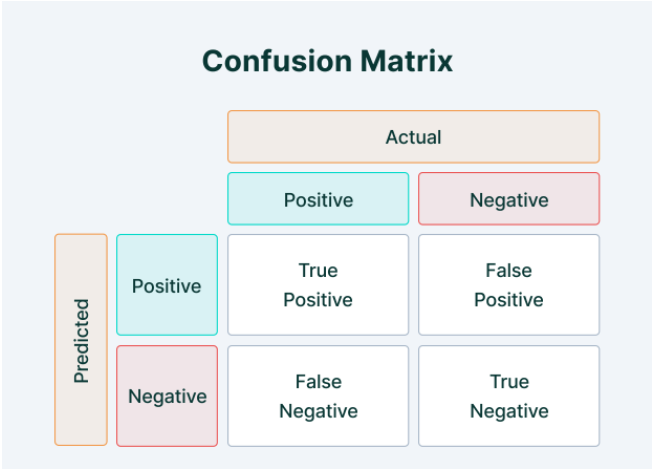 Confusion Matrix
Actual
Positive
Negative
Predicted
Positive
True
Positive
False
Positive
Negative
False
Negative
True
Negative